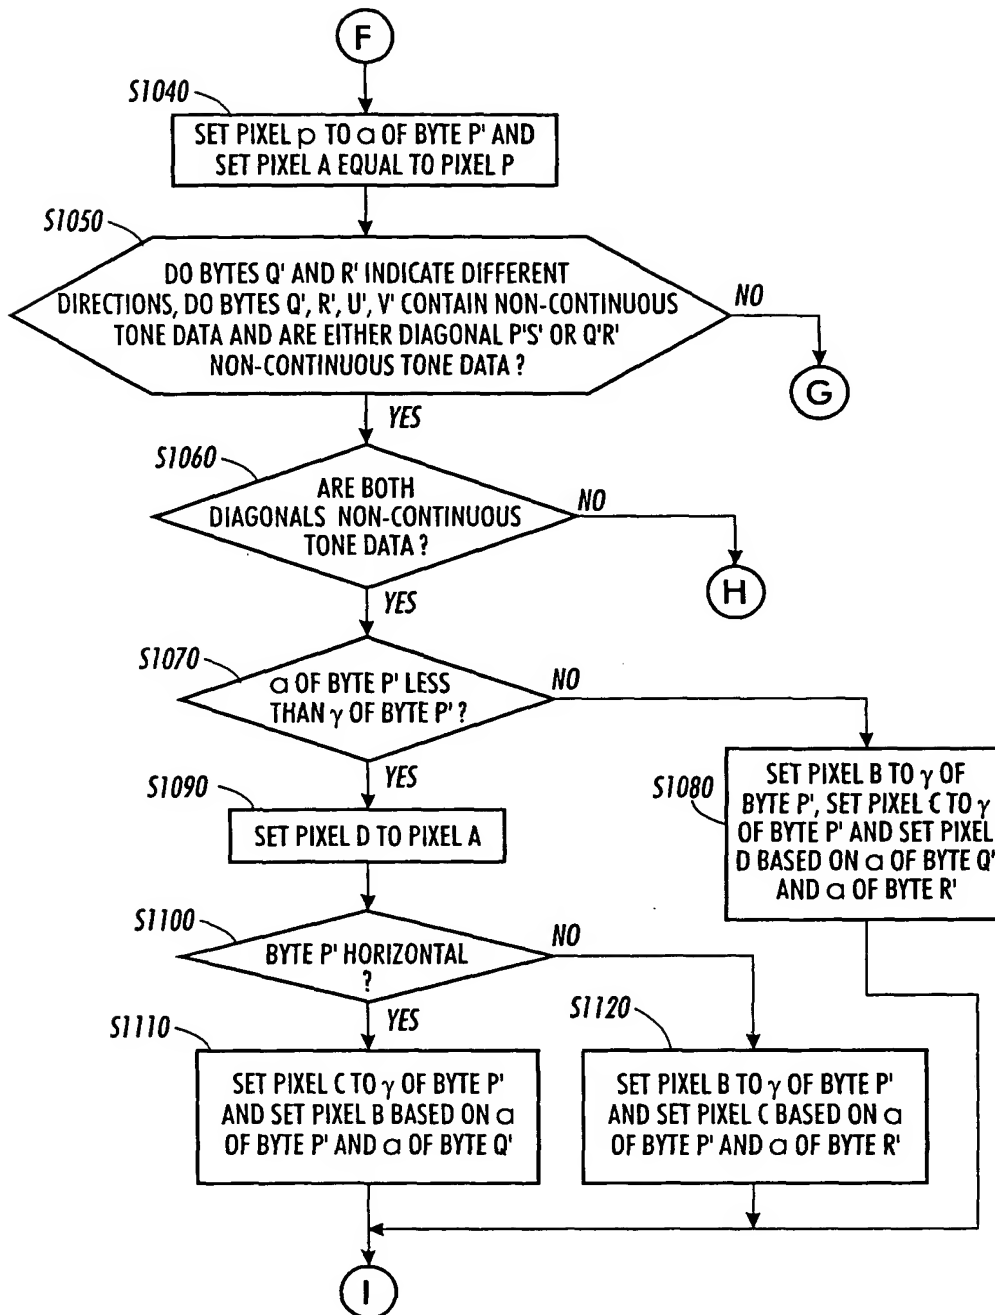 F
S1040
SET PIXEL p TO α OF BYTE P' AND
SET PIXEL A EQUAL TO PIXEL P
S1050
DO BYTES Q' AND R' INDICATE DIFFERENT
DIRECTIONS, DO BYTES Q', R', U', V' CONTAIN NON-CONTINUOUS
TONE DATA AND ARE EITHER DIAGONAL P'S' OR Q'R'
NON-CONTINUOUS TONE DATA ?
NO
G
YES
S1060
ARE BOTH
DIAGONALS NON-CONTINUOUS
TONE DATA ?
NO
H
YES
S1070
α OF BYTE P' LESS
THAN γ OF BYTE P' ?
NO
YES
S1080
SET PIXEL B TO γ OF
BYTE P', SET PIXEL C TO γ
OF BYTE P' AND SET PIXEL
D BASED ON α OF BYTE Q'
AND α OF BYTE R'
S1090
SET PIXEL D TO PIXEL A
S1100
BYTE P' HORIZONTAL
?
NO
YES
S1110
SET PIXEL C TO γ OF BYTE P'
AND SET PIXEL B BASED ON α
OF BYTE P' AND α OF BYTE Q'
S1120
SET PIXEL B TO γ OF BYTE P'
AND SET PIXEL C BASED ON α
OF BYTE P' AND α OF BYTE R'
I